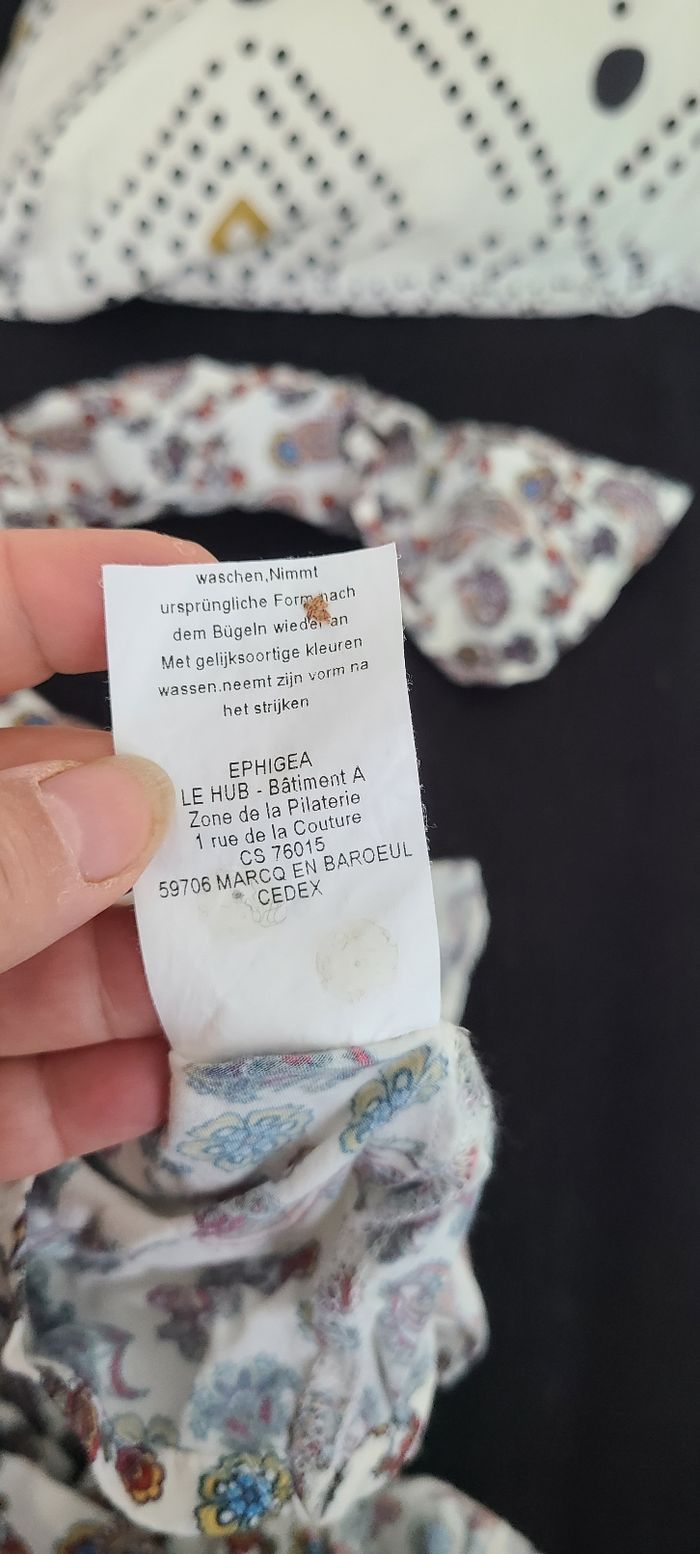 waschen,Nimmt
ursprüngliche Form nach
dem Bügeln wieder an
Met gelijksoortige kleuren
wassen.neemt zijn vorm na
het strijken
EPHIGEA
LE HUB - Bâtiment A
Zone de la Pilaterie
1 rue de la Couture
CS 76015
59706 MARCQ EN BAROEUL
CEDEX